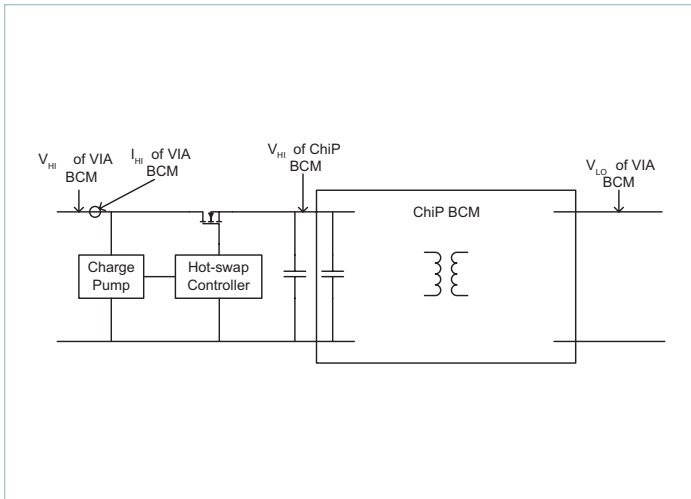 V_HI of VIA
BCM
I_HI of VIA
BCM
V_HI of ChiP
BCM
V_LO of VIA
BCM
ChiP BCM
Charge
Pump
Hot-swap
Controller